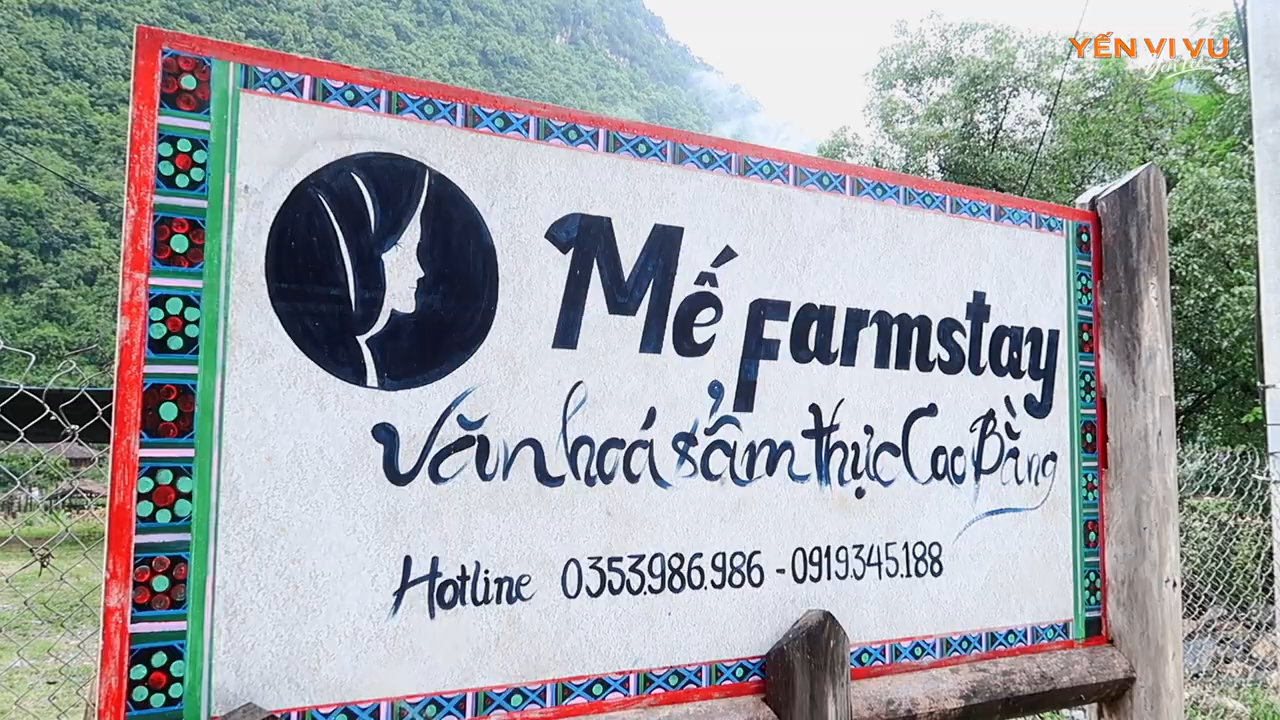 YẾN VI VU
Mế Farmstay
Văn hoá & ẩm thực Cao Bằng
Hotline 0353.986.986 - 0919.345.188